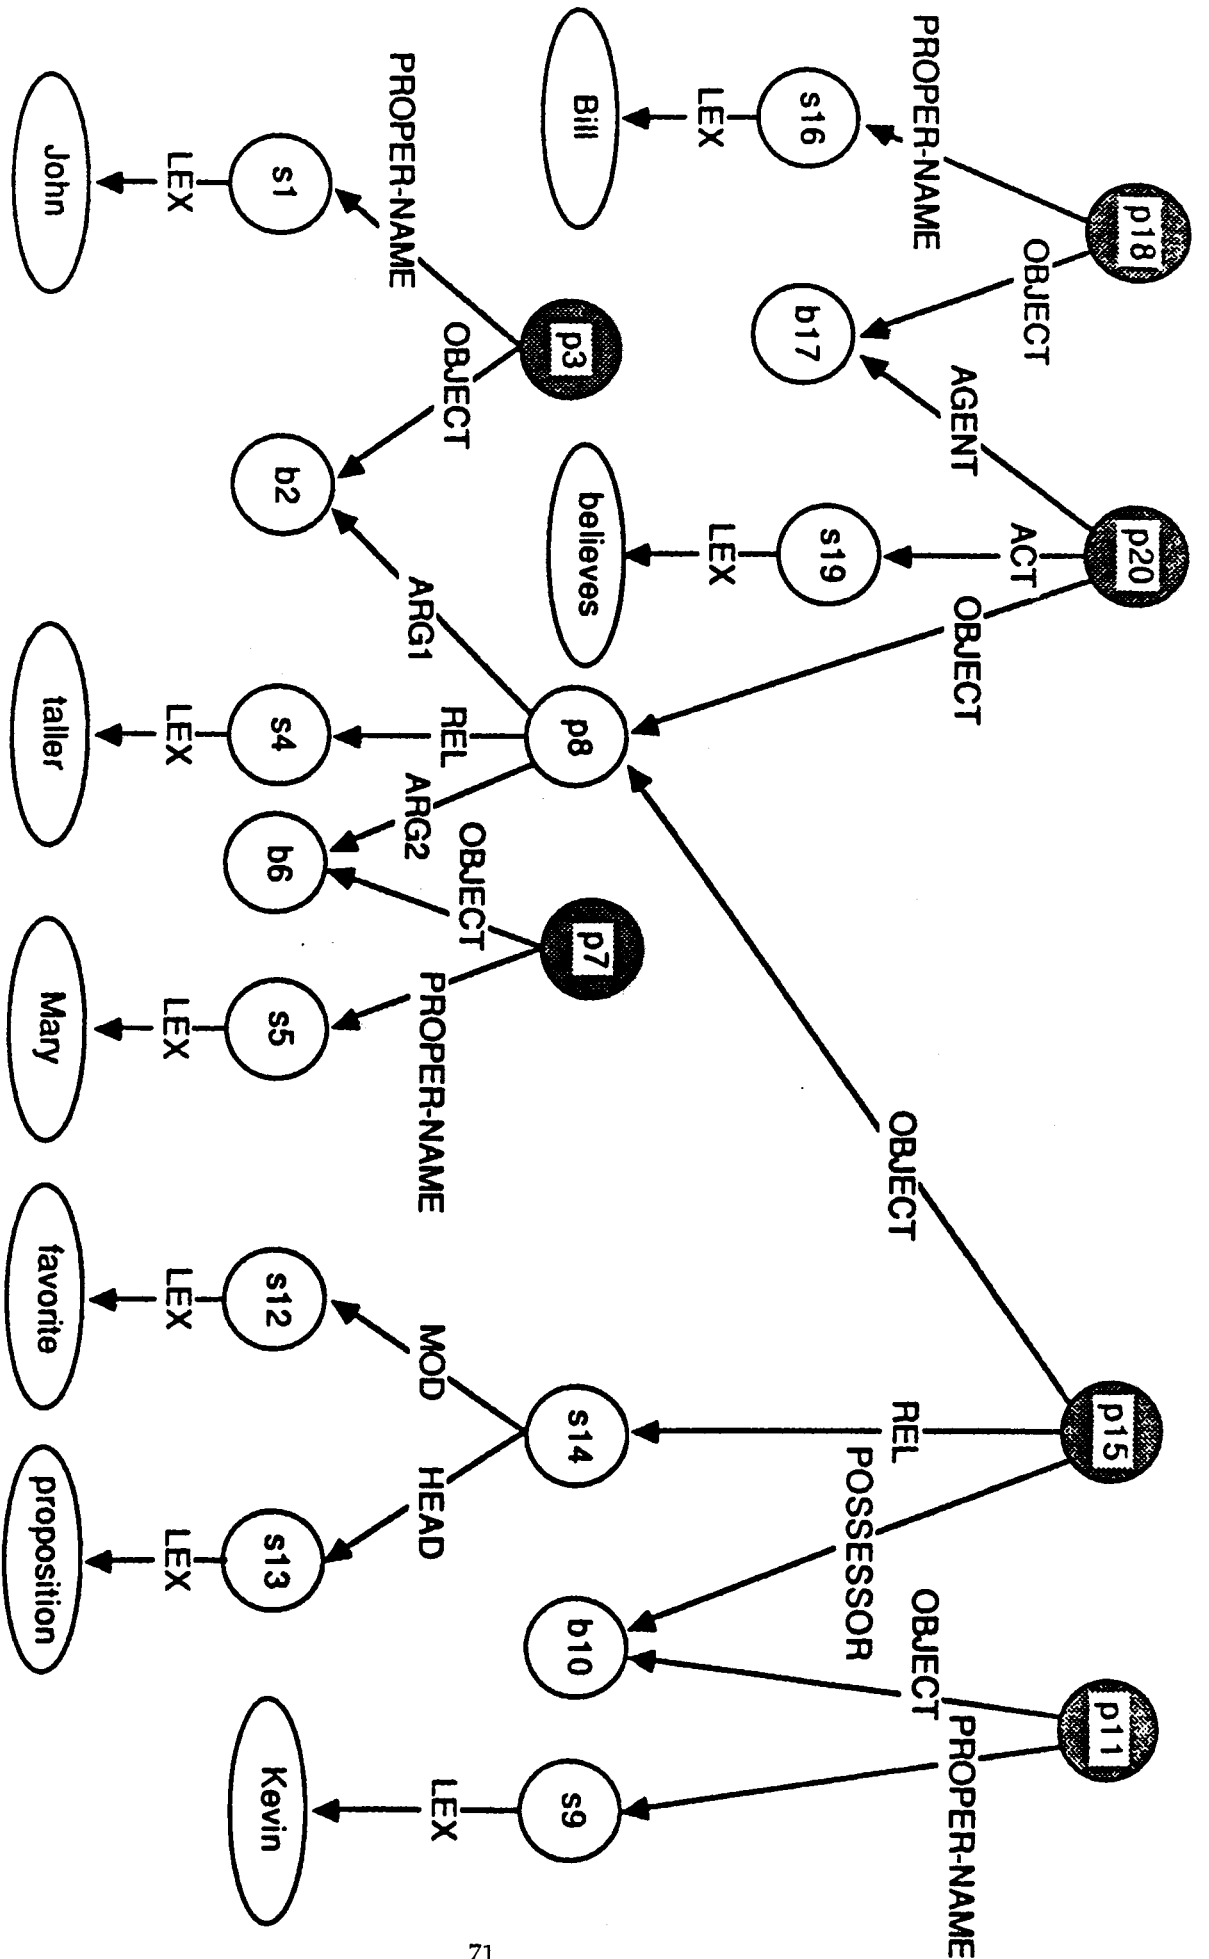 p18
p20
p15
p11
PROPER-NAME
OBJECT
AGENT
ACT
OBJECT
OBJECT
REL
POSSESSOR
OBJECT
PROPER-NAME
s16
b17
s19
LEX
LEX
Bill
believes
p3
p8
p7
s14
b10
s9
PROPER-NAME
OBJECT
ARG1
REL
ARG2
OBJECT
PROPER-NAME
MOD
HEAD
LEX
s1
b2
s4
b6
s5
s12
s13
Kevin
LEX
LEX
LEX
LEX
LEX
John
taller
Mary
favorite
proposition
71